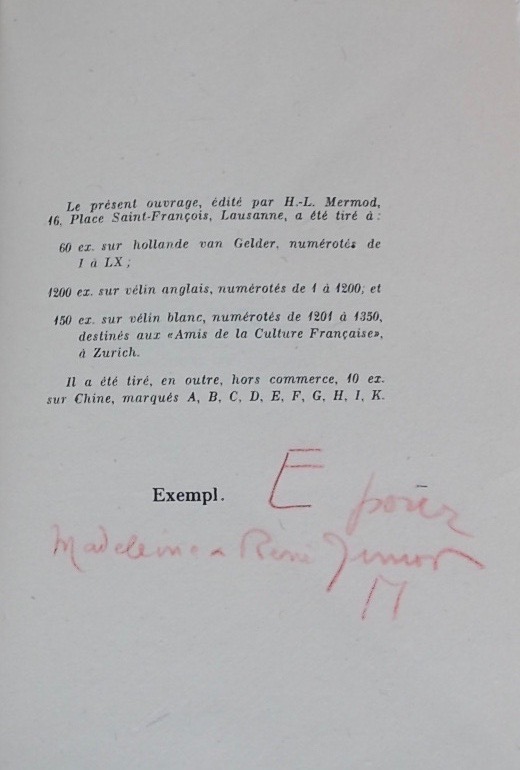 Le présent ouvrage, édité par H.-L. Mermod,
16, Place Saint-François, Lausanne, a été tiré à :
60 ex. sur hollande van Gelder, numérotés de
I à LX ;
1200 ex. sur vélin anglais, numérotés de 1 à 1200; et
150 ex. sur vélin blanc, numérotés de 1201 à 1350,
destinés aux «Amis de la Culture Française»,
à Zurich.
Il a été tiré, en outre, hors commerce, 10 ex.
sur Chine, marqués A, B, C, D, E, F, G, H, I, K.
Exempl. E pour
Madeleine René
M